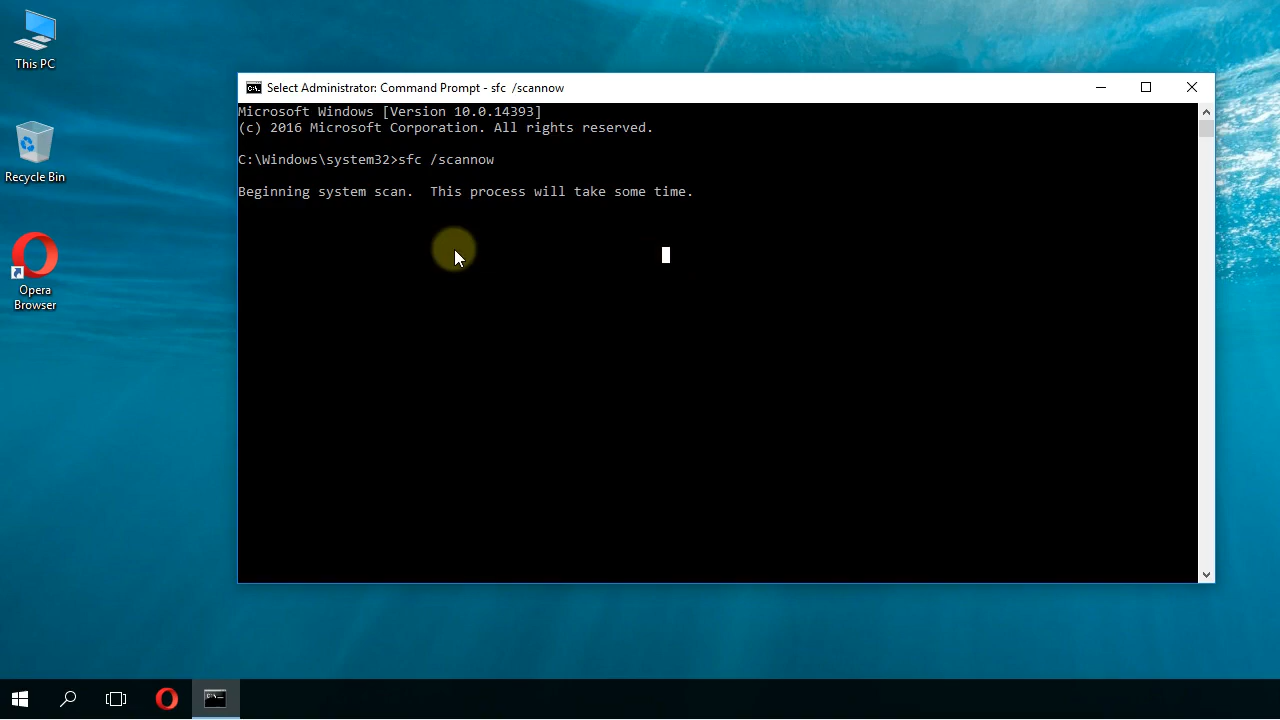 This PC
Recycle Bin
Opera
Browser
Select Administrator: Command Prompt - sfc  /scannow
Microsoft Windows [Version 10.0.14393]
(c) 2016 Microsoft Corporation. All rights reserved.
C:\Windows\system32>sfc /scannow
Beginning system scan.  This process will take some time.